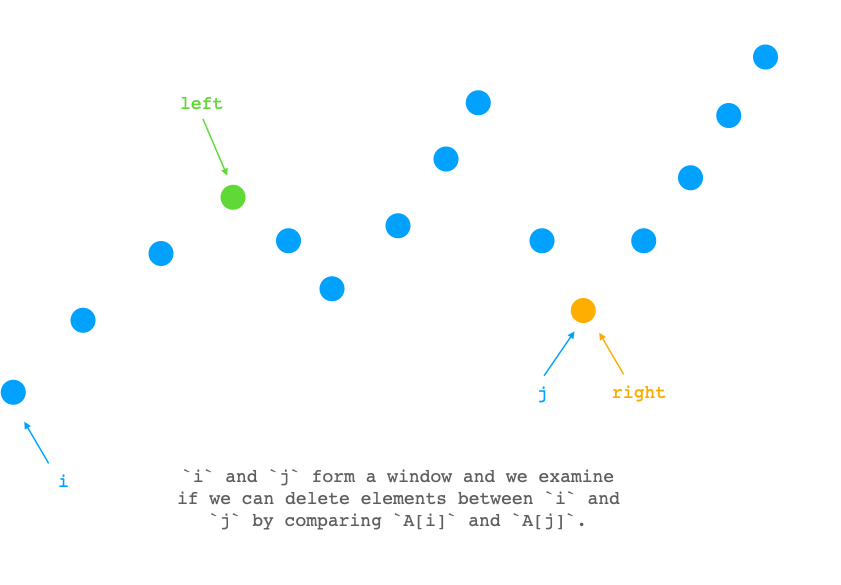 left
j
right
i
`i` and `j` form a window and we examine
if we can delete elements between `i` and
`j` by comparing `A[i]` and `A[j]`.